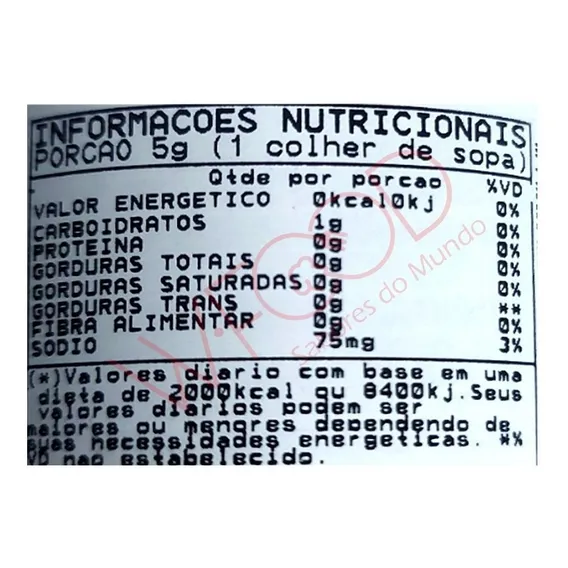 INFORMACOES NUTRICIONAIS
PORCAO 5g (1 colher de sopa)
Qtde por porcao %VD
VALOR ENERGETICO 0kcal0kj 0%
CARBOIDRATOS 1g 0%
PROTEINA 0g 0%
GORDURAS TOTAIS 0g 0%
GORDURAS SATURADAS 0g 0%
GORDURAS TRANS 0g **
FIBRA ALIMENTAR 0g 0%
SODIO 75mg 3%
(*)Valores diario com base em uma
dieta de 2000kcal ou 8400kj.Seus
valores diarios podem ser
maiores ou menores dependendo de
suas necessidades energeticas. *%
VD nao estabelecido.
W.FOOD
Sabores do Mundo